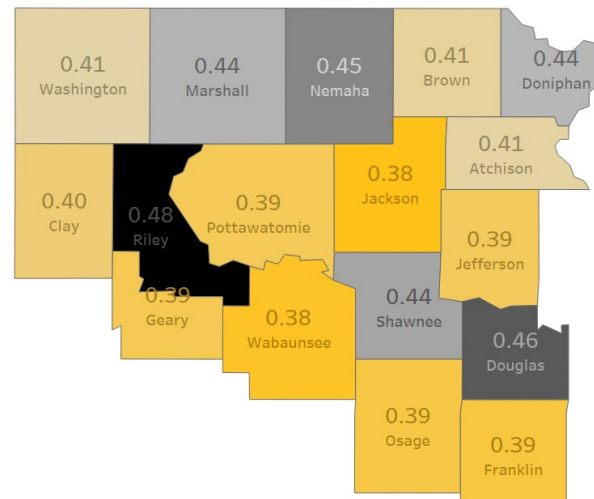 0.41
Washington
0.44
Marshall
0.45
Nemaha
0.41
Brown
0.44
Doniphan
0.40
Clay
0.48
Riley
0.39
Pottawatomie
0.38
Jackson
0.41
Atchison
0.39
Jefferson
0.39
Geary
0.38
Wabaunsee
0.44
Shawnee
0.46
Douglas
0.39
Osage
0.39
Franklin